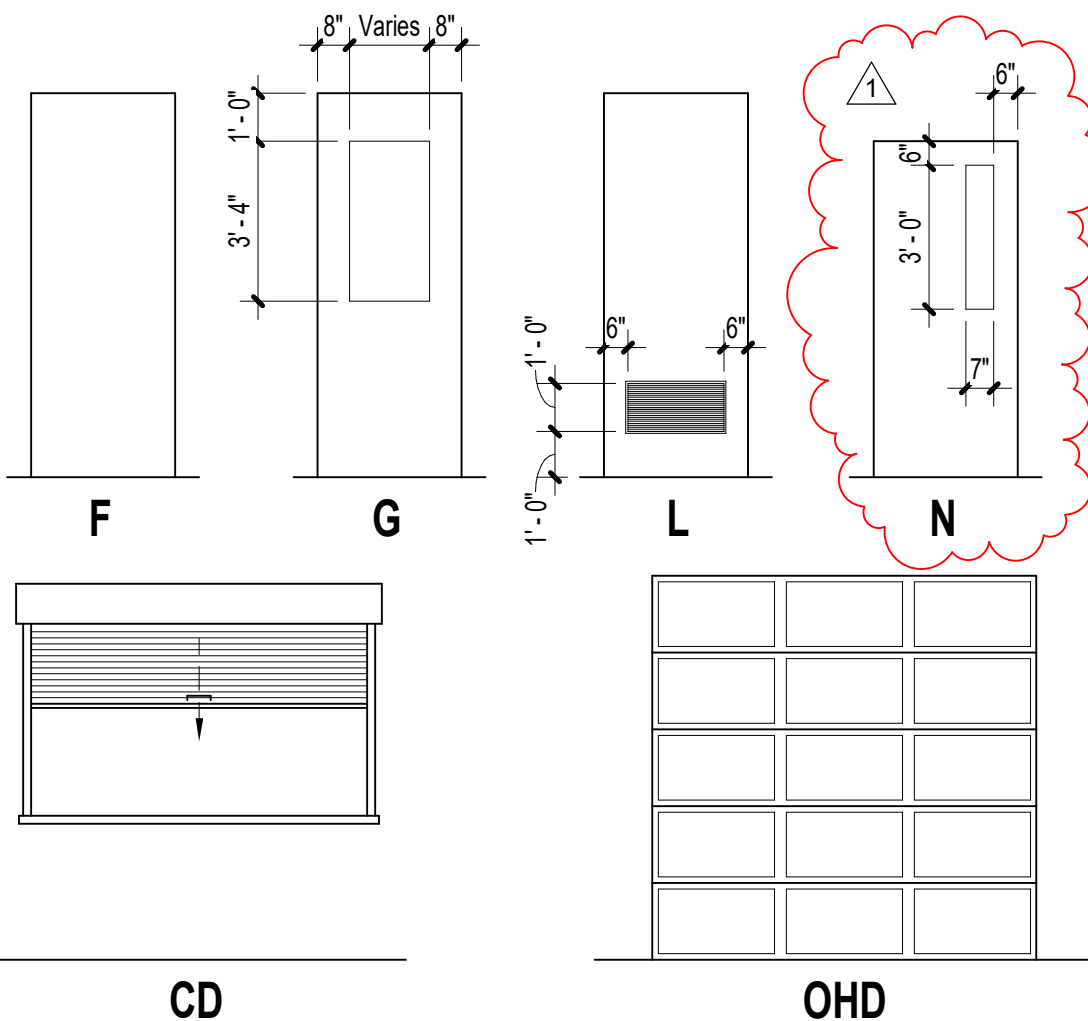 8" Varies 8"
1' - 0"
3' - 4"
F
G
6" 6"
1' - 0"
1' - 0"
L
1
6"
6"
3' - 0"
7"
N
CD
OHD